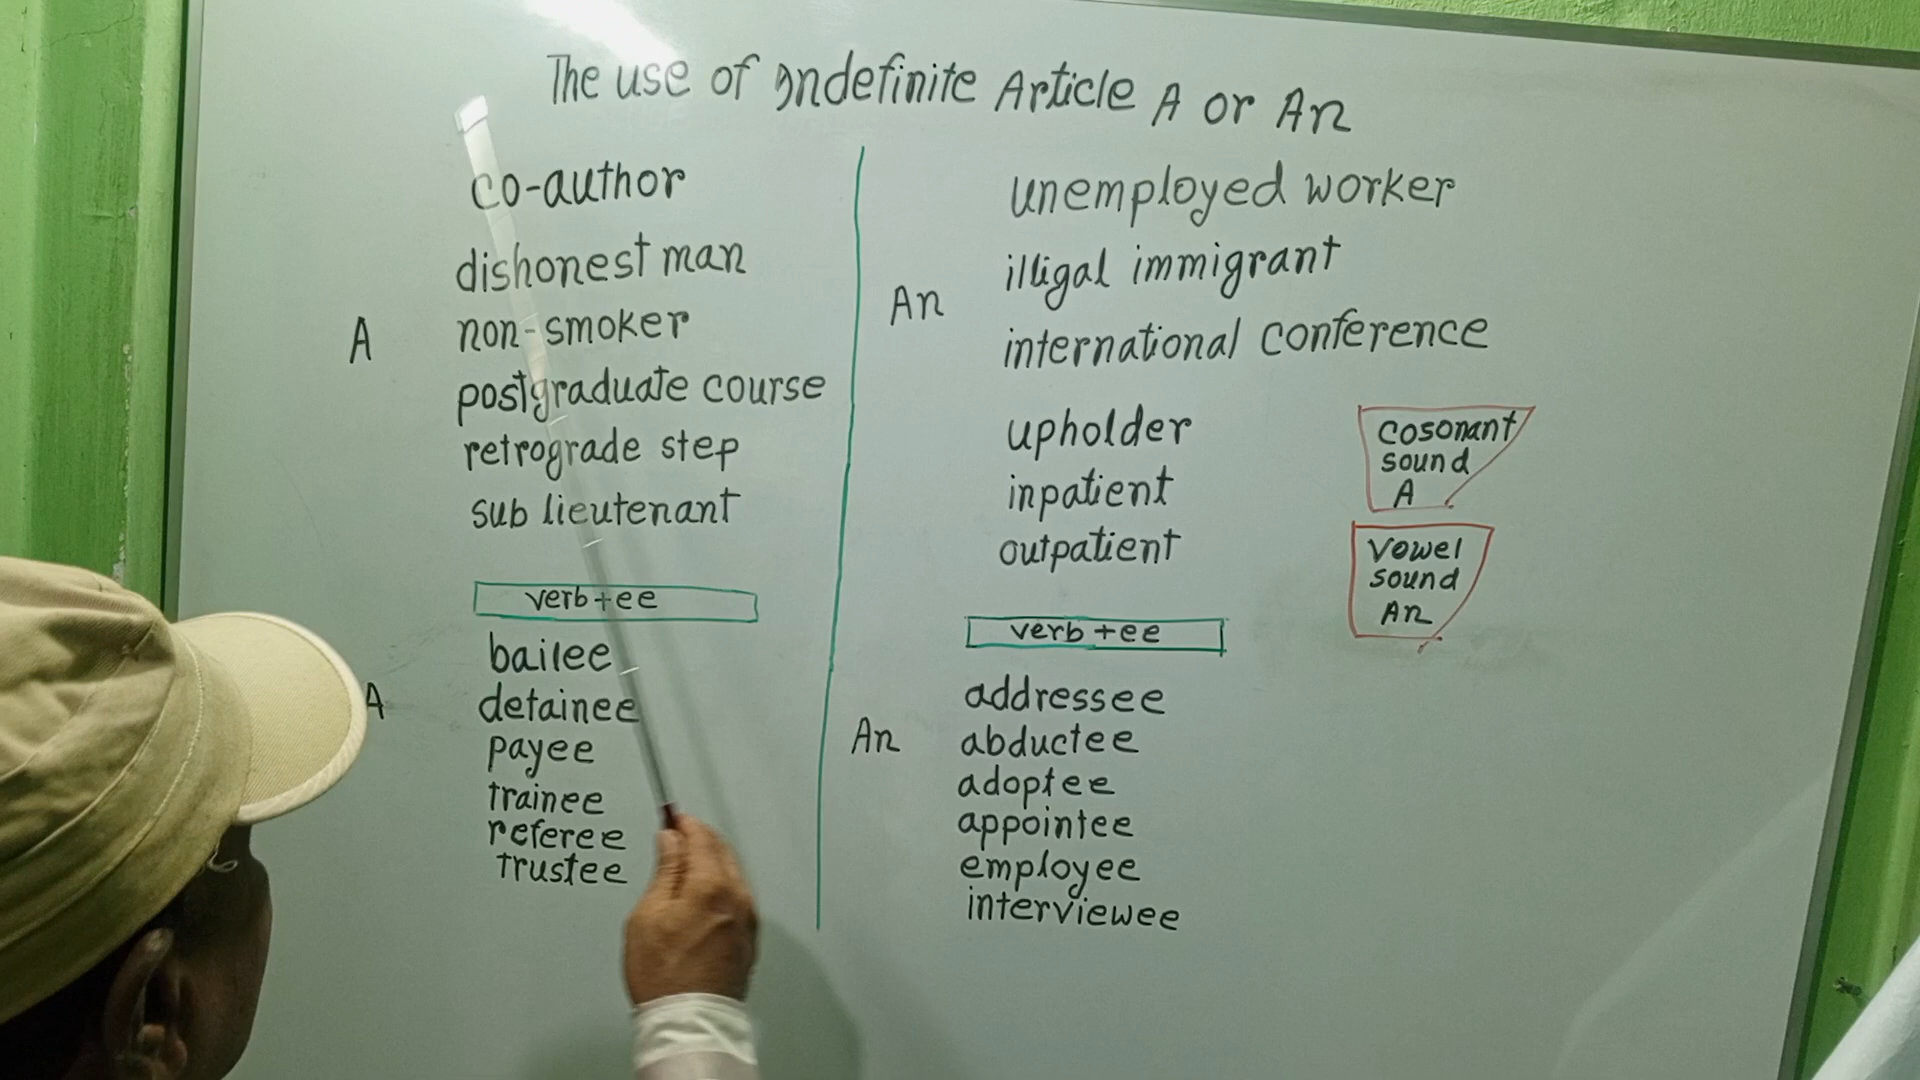 The use of Indefinite Article A or An
A
co-author
dishonest man
non-smoker
postgraduate course
retrograde step
sub lieutenant
verb+ee
A
bailee
detainee
payee
trainee
referee
trustee
An
unemployed worker
illigal immigrant
international conference
upholder
inpatient
outpatient
cosonant
sound
A
vowel
sound
An
verb +ee
An
addressee
abductee
adoptee
appointee
employee
interviewee